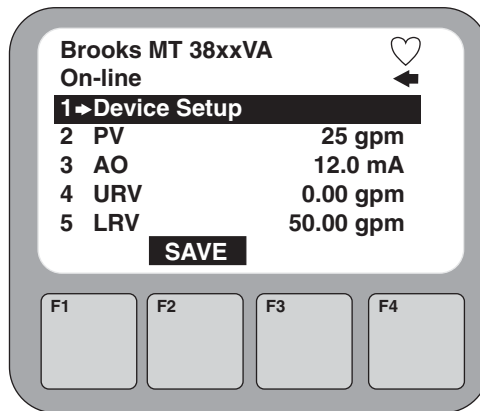 Brooks MT 38xxVA
On-line
1 Device Setup
2 PV 25 gpm
3 AO 12.0 mA
4 URV 0.00 gpm
5 LRV 50.00 gpm
SAVE
F1 F2 F3 F4